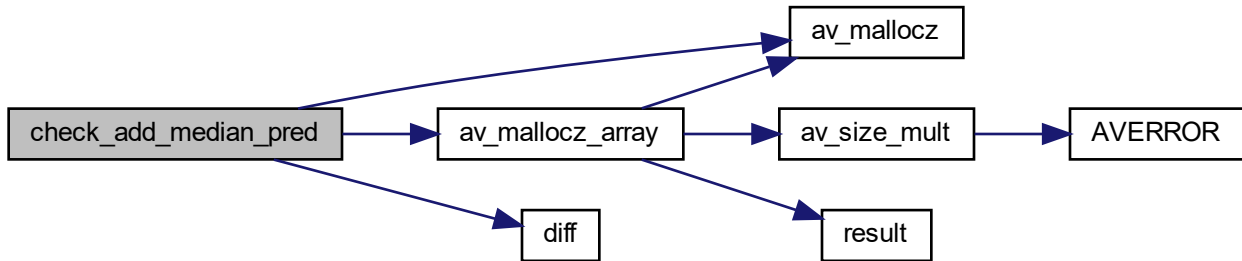 av_mallocz
check_add_median_pred
av_mallocz_array
av_size_mult
AVERROR
diff
result